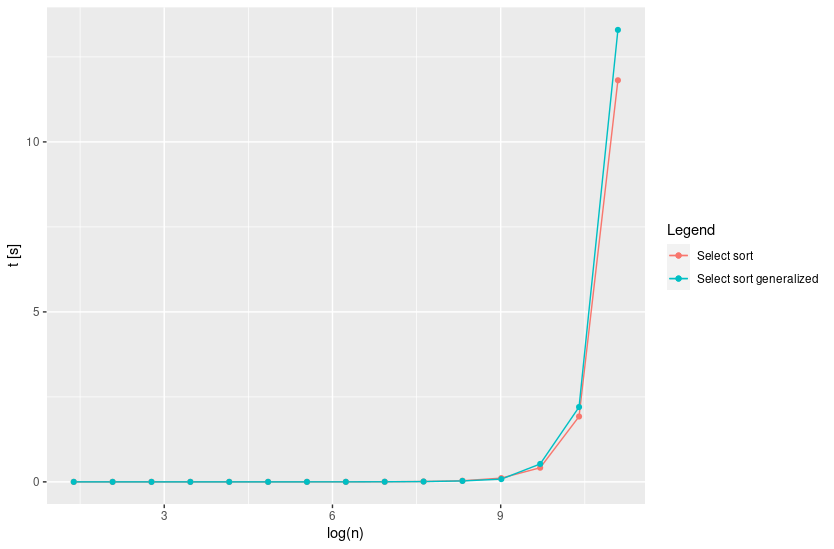 10
5
0
t [s]
3 6 9
log(n)
Legend
Select sort
Select sort generalized